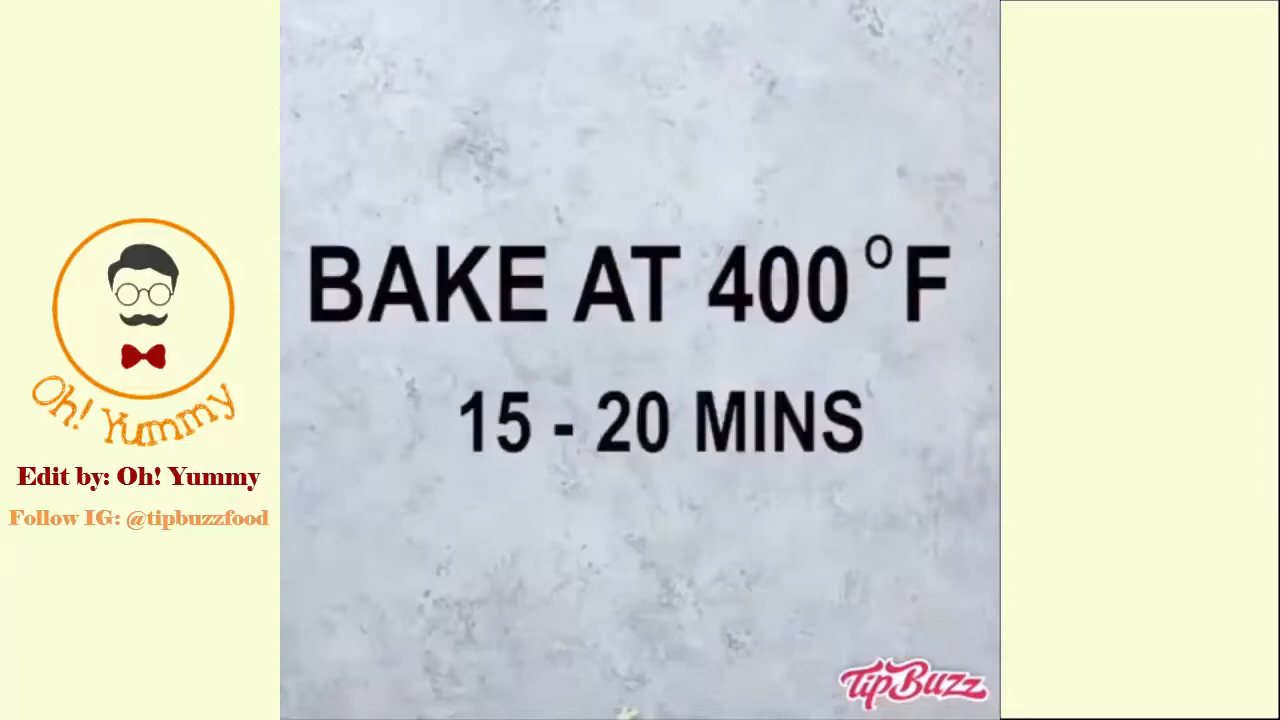 Oh! Yummy
Edit by: Oh! Yummy
Follow IG: @tipbuzzfood
BAKE AT 400°F
15 - 20 MINS
TipBuzz